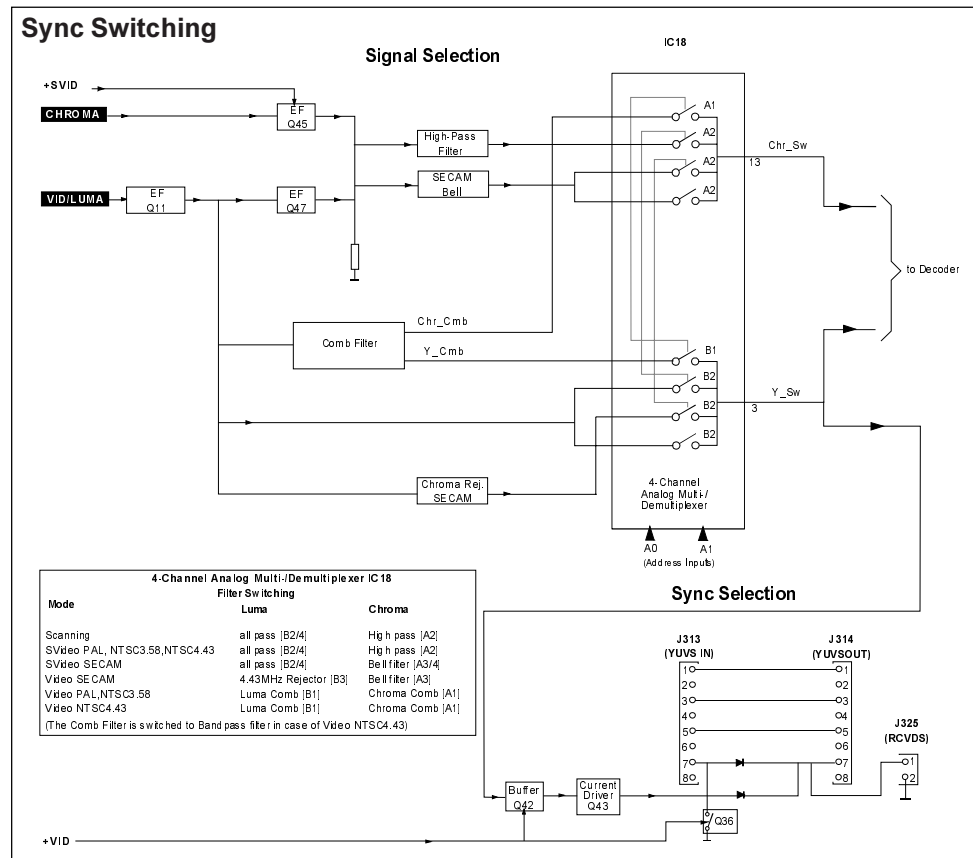 Sync Switching
Signal Selection
IC18
+SVID
CHROMA
EF
Q45
A1
High-Pass
Filter
A2
Chr_Sw
13
A2
SECAM
Bell
A2
VID/LUMA
EF
Q11
EF
Q47
to Decoder
Chr_Cmb
Comb Filter
Y_Cmb
B1
B2
Y_Sw
3
B2
B2
Chroma Rej.
SECAM
4-Channel
Analog Multi-/
Demultiplexer
A0 A1
(Address Inputs)
4-Channel Analog Multi-/Demultiplexer IC18
Filter Switching
Mode Luma Chroma
Scanning all pass [B2/4] High pass [A2]
SVideo PAL, NTSC3.58,NTSC4.43 all pass [B2/4] High pass [A2]
SVideo SECAM all pass [B2/4] Bell filter [A3/4]
Video SECAM 4.43MHz Rejector [B3] Bell filter [A3]
Video PAL,NTSC3.58 Luma Comb [B1] Chroma Comb [A1]
Video NTSC4.43 Luma Comb [B1] Chroma Comb [A1]
(The Comb Filter is switched to Bandpass filter in case of Video NTSC4.43)
Sync Selection
J313
(YUVS IN)
J314
(YUVSOUT)
1 1
2 2
3 3
4 4
5 5
6 6
7 7
8 8
J325
(RCVDS)
1
2
Buffer
Q42
Current
Driver
Q43
Q36
+VID